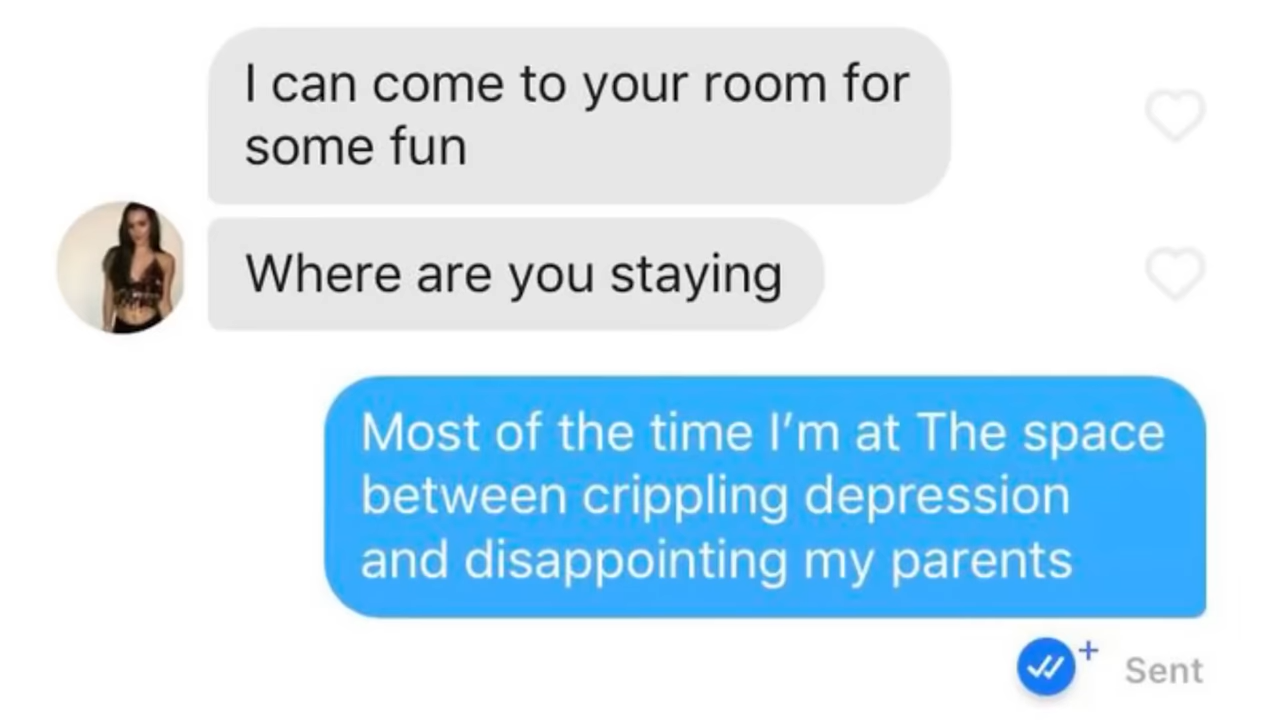 I can come to your room for
some fun
Where are you staying
Most of the time I'm at The space
between crippling depression
and disappointing my parents
Sent